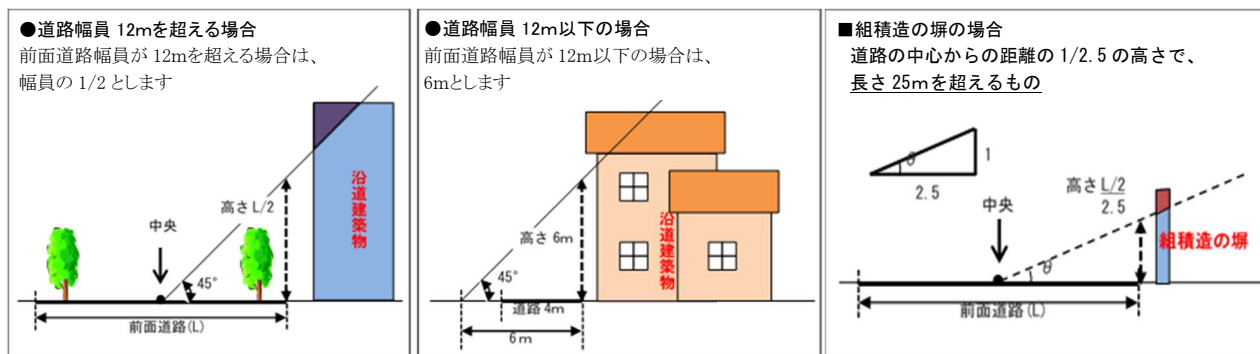 ●道路幅員 12mを超える場合
前面道路幅員が 12mを超える場合は、
幅員の 1/2 とします
沿道建築物
高さ L/2
中央
45°
前面道路(L)
●道路幅員 12m以下の場合
前面道路幅員が 12m以下の場合は、
6mとします
沿道建築物
高さ 6m
45°
道路 4m
6m
■組積造の塀の場合
道路の中心からの距離の 1/2.5 の高さで、
長さ 25mを超えるもの
θ
1
2.5
高さ L/2
2.5
中央
組積造の塀
θ
前面道路(L)